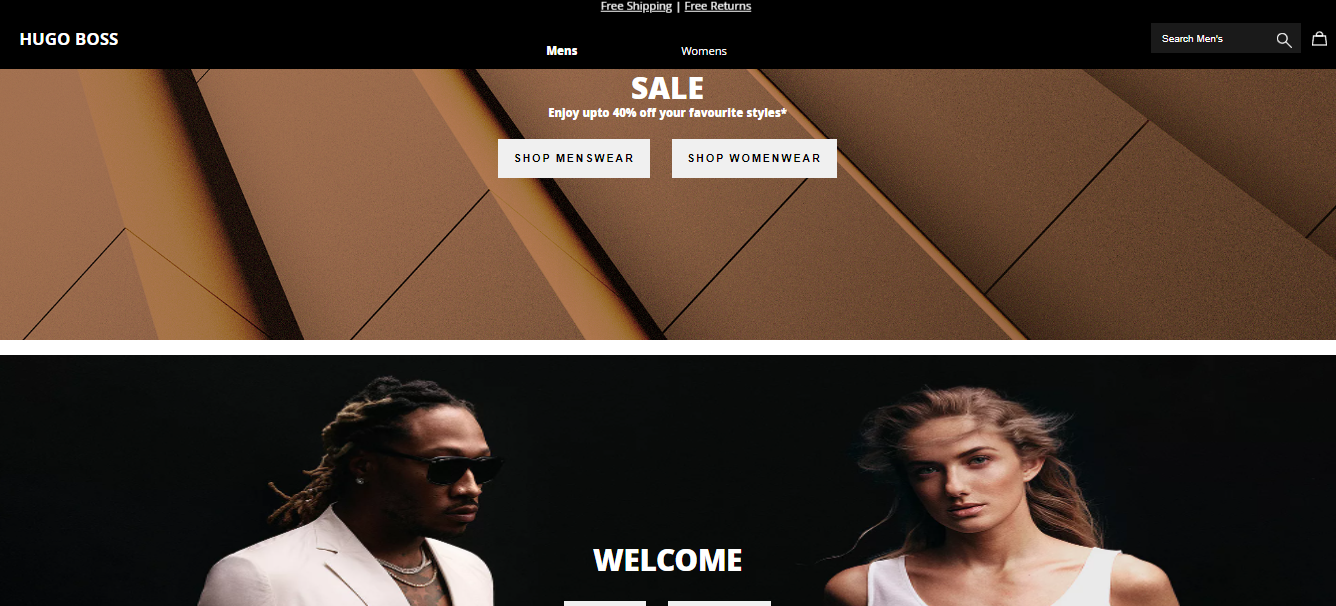 Free Shipping | Free Returns
HUGO BOSS
Mens
Womens
Search Men's
SALE
Enjoy upto 40% off your favourite styles*
SHOP MENSWEAR
SHOP WOMENWEAR
WELCOME